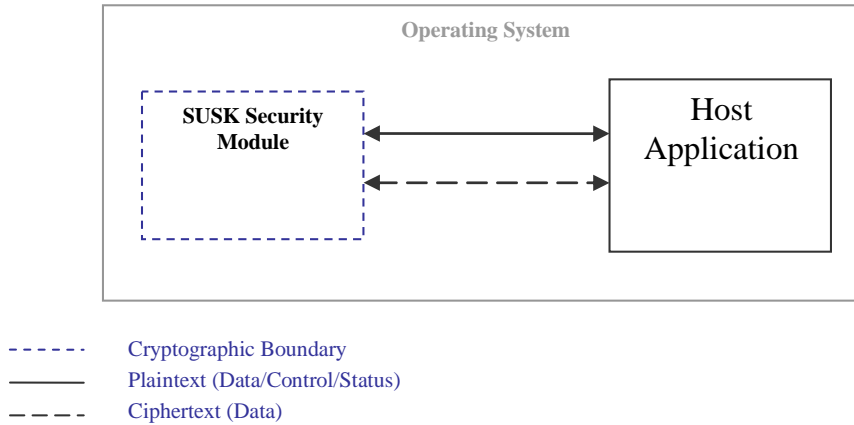 Operating System
SUSK Security
Module
Host
Application
Cryptographic Boundary
Plaintext (Data/Control/Status)
Ciphertext (Data)